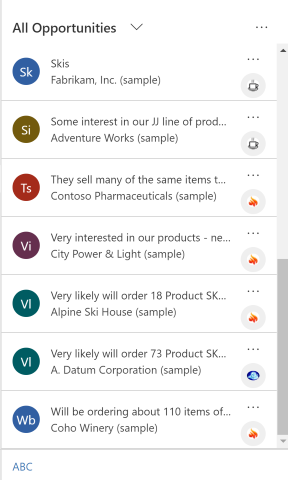 All Opportunities
Sk
Skis
Fabrikam, Inc. (sample)
Si
Some interest in our JJ line of prod...
Adventure Works (sample)
Ts
They sell many of the same items t...
Contoso Pharmaceuticals (sample)
Vi
Very interested in our products - ne...
City Power & Light (sample)
Vl
Very likely will order 18 Product SK...
Alpine Ski House (sample)
Vl
Very likely will order 73 Product SK...
A. Datum Corporation (sample)
Wb
Will be ordering about 110 items of...
Coho Winery (sample)
ABC